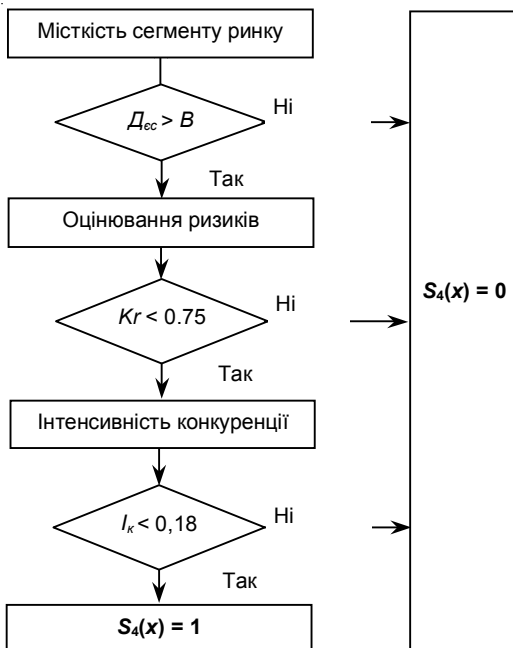 Місткість сегменту ринку
Дєс > В
Ні
Так
Оцінювання ризиків
Kr < 0.75
Ні
S₄(x) = 0
Так
Інтенсивність конкуренції
Iк < 0,18
Ні
Так
S₄(x) = 1